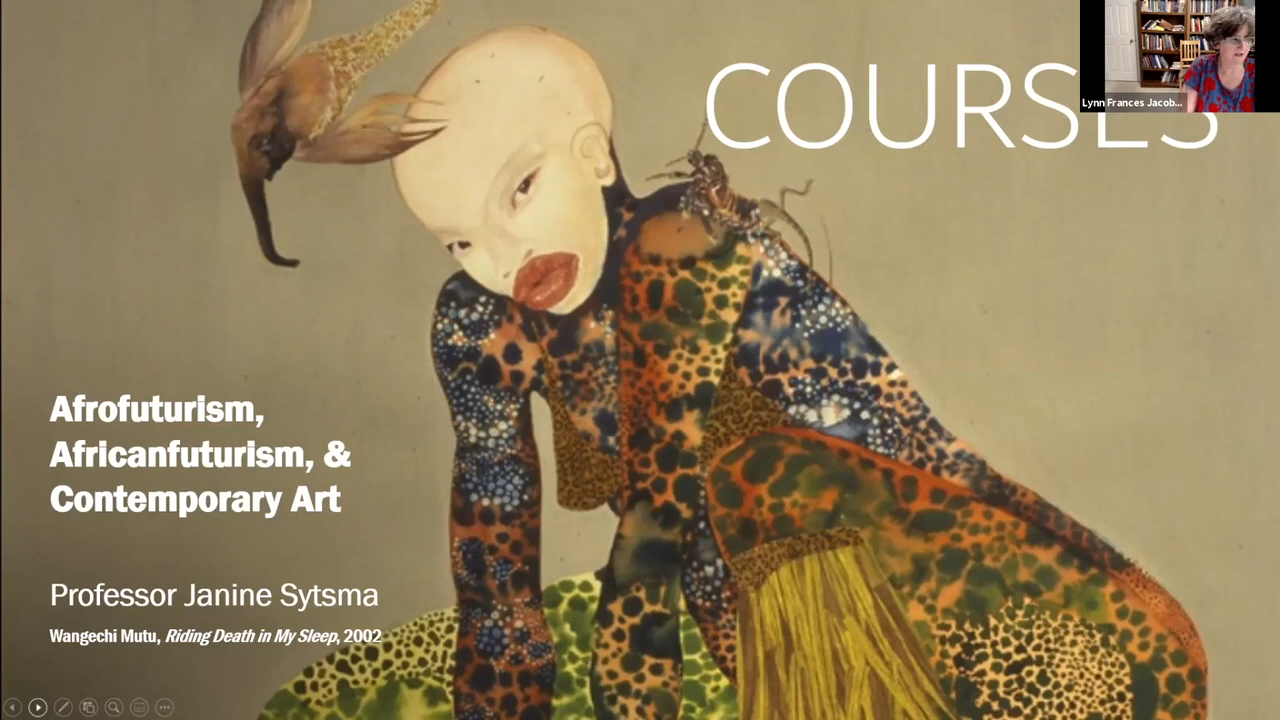 COURSES
Lynn Frances Jacob...
Afrofuturism,
Africanfuturism, &
Contemporary Art
Professor Janine Sytsma
Wangechi Mutu, Riding Death in My Sleep, 2002